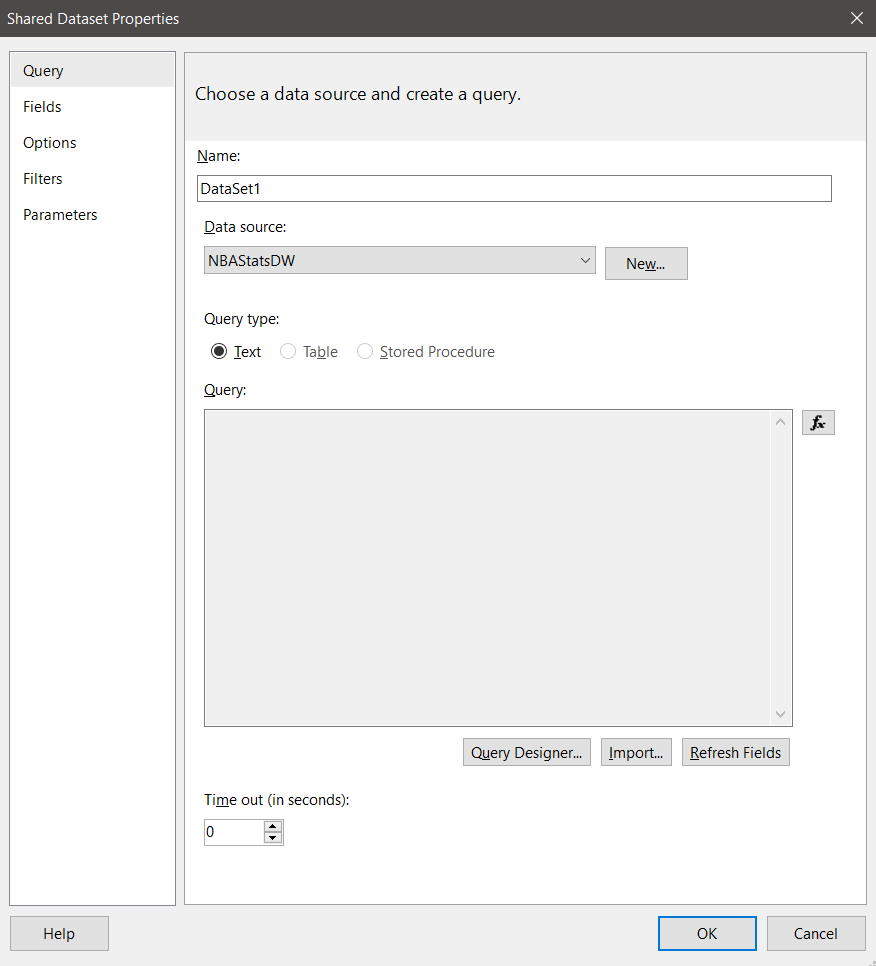 Shared Dataset Properties
Query
Fields
Options
Filters
Parameters
Choose a data source and create a query.
Name:
DataSet1
Data source:
NBAStatsDW
New...
Query type:
Text Table Stored Procedure
Query:
fx
Query Designer... Import... Refresh Fields
Time out (in seconds):
0
Help OK Cancel